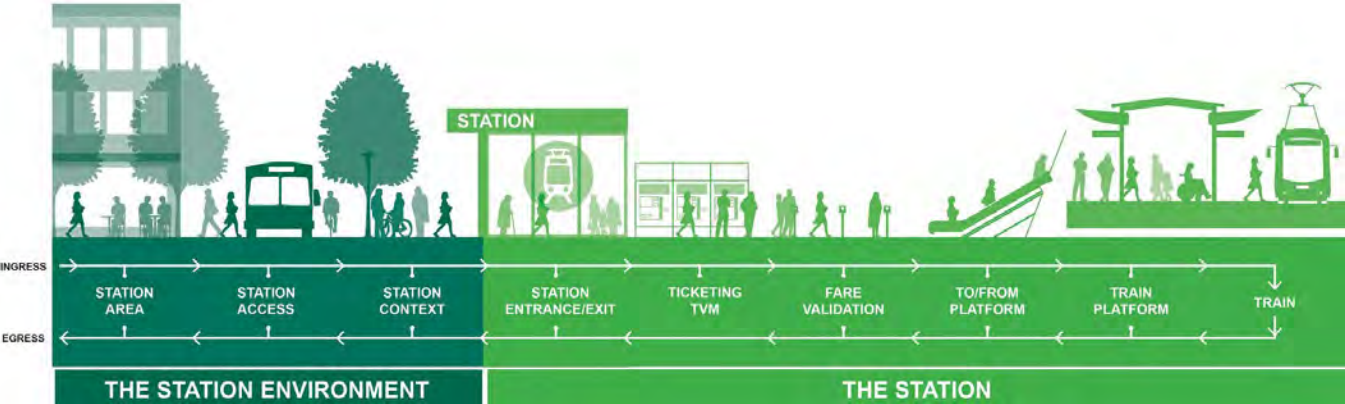 STATION
INGRESS
STATION
AREA
STATION
ACCESS
STATION
CONTEXT
STATION
ENTRANCE/EXIT
TICKETING
TVM
FARE
VALIDATION
TO/FROM
PLATFORM
TRAIN
PLATFORM
TRAIN
EGRESS
THE STATION ENVIRONMENT
THE STATION